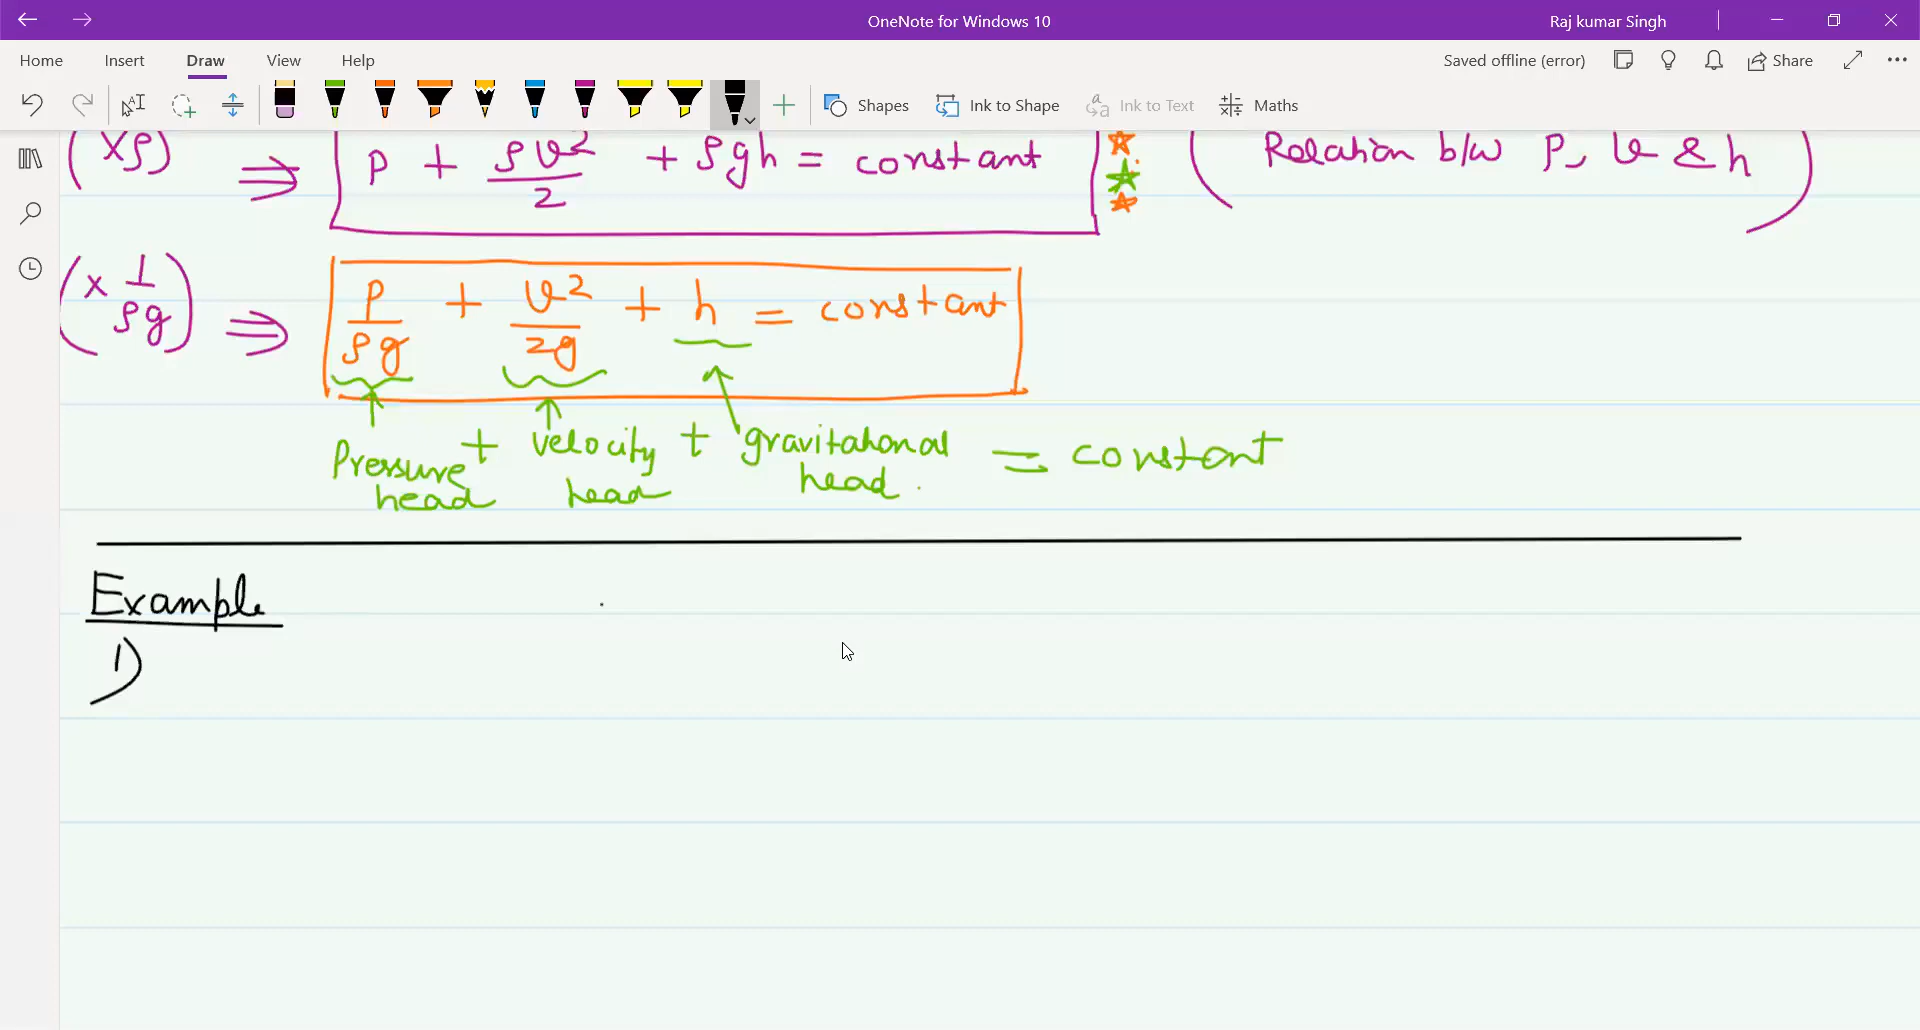 OneNote for Windows 10
Raj kumar Singh
Home Insert Draw View Help
Saved offline (error) Share
Shapes Ink to Shape Ink to Text Maths
(×ρ) ⇒ P + ρv²/2 + ρgh = constant (Relation b/w P, v & h)
(× 1/ρg) ⇒ P/ρg + v²/2g + h = constant
Pressure head + velocity head + gravitational head. = constant
Example
1)